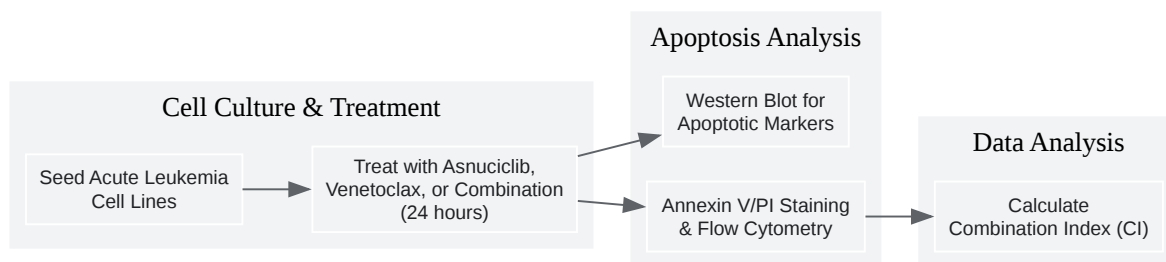 Cell Culture & Treatment
Seed Acute Leukemia
Cell Lines
Treat with Asnuciclib,
Venetoclax, or Combination
(24 hours)
Apoptosis Analysis
Western Blot for
Apoptotic Markers
Annexin V/PI Staining
& Flow Cytometry
Data Analysis
Calculate
Combination Index (CI)